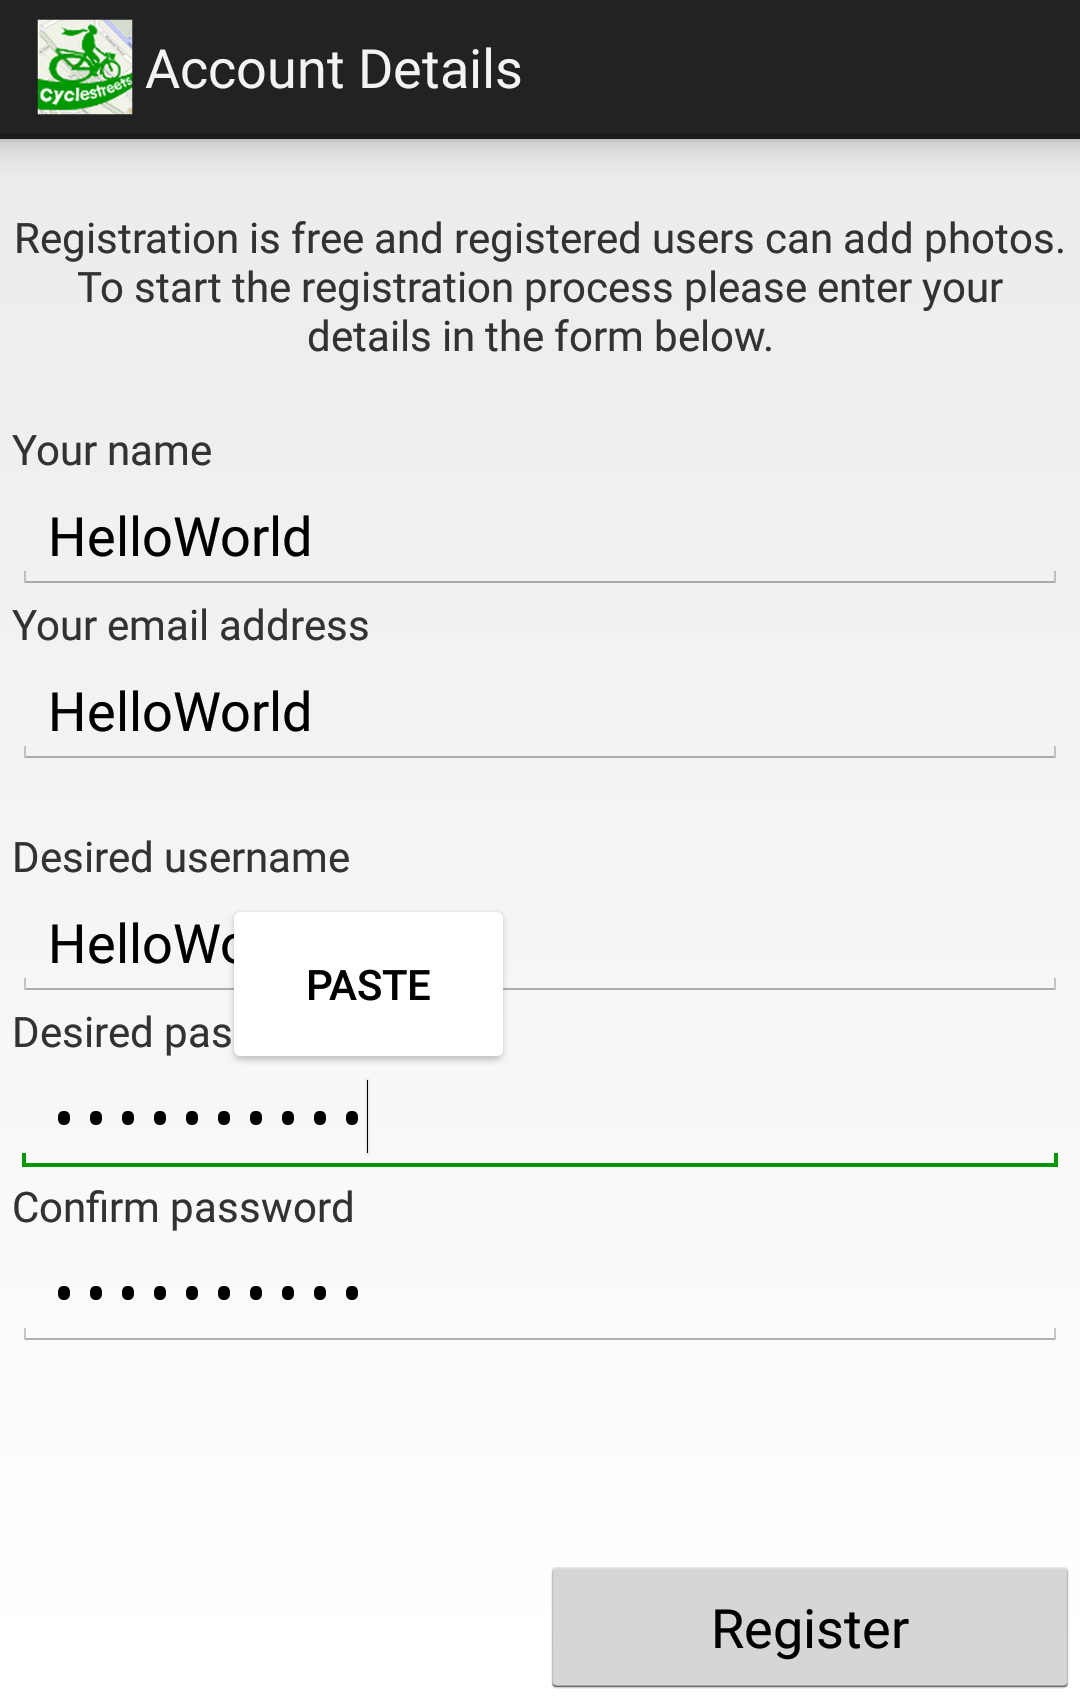 Cyclestreets
Account Details
Registration is free and registered users can add photos.
To start the registration process please enter your
details in the form below.
Your name
HelloWorld
Your email address
HelloWorld
Desired username
HelloWo
PASTE
Desired pas
••••••••••
Confirm password
••••••••••
Register